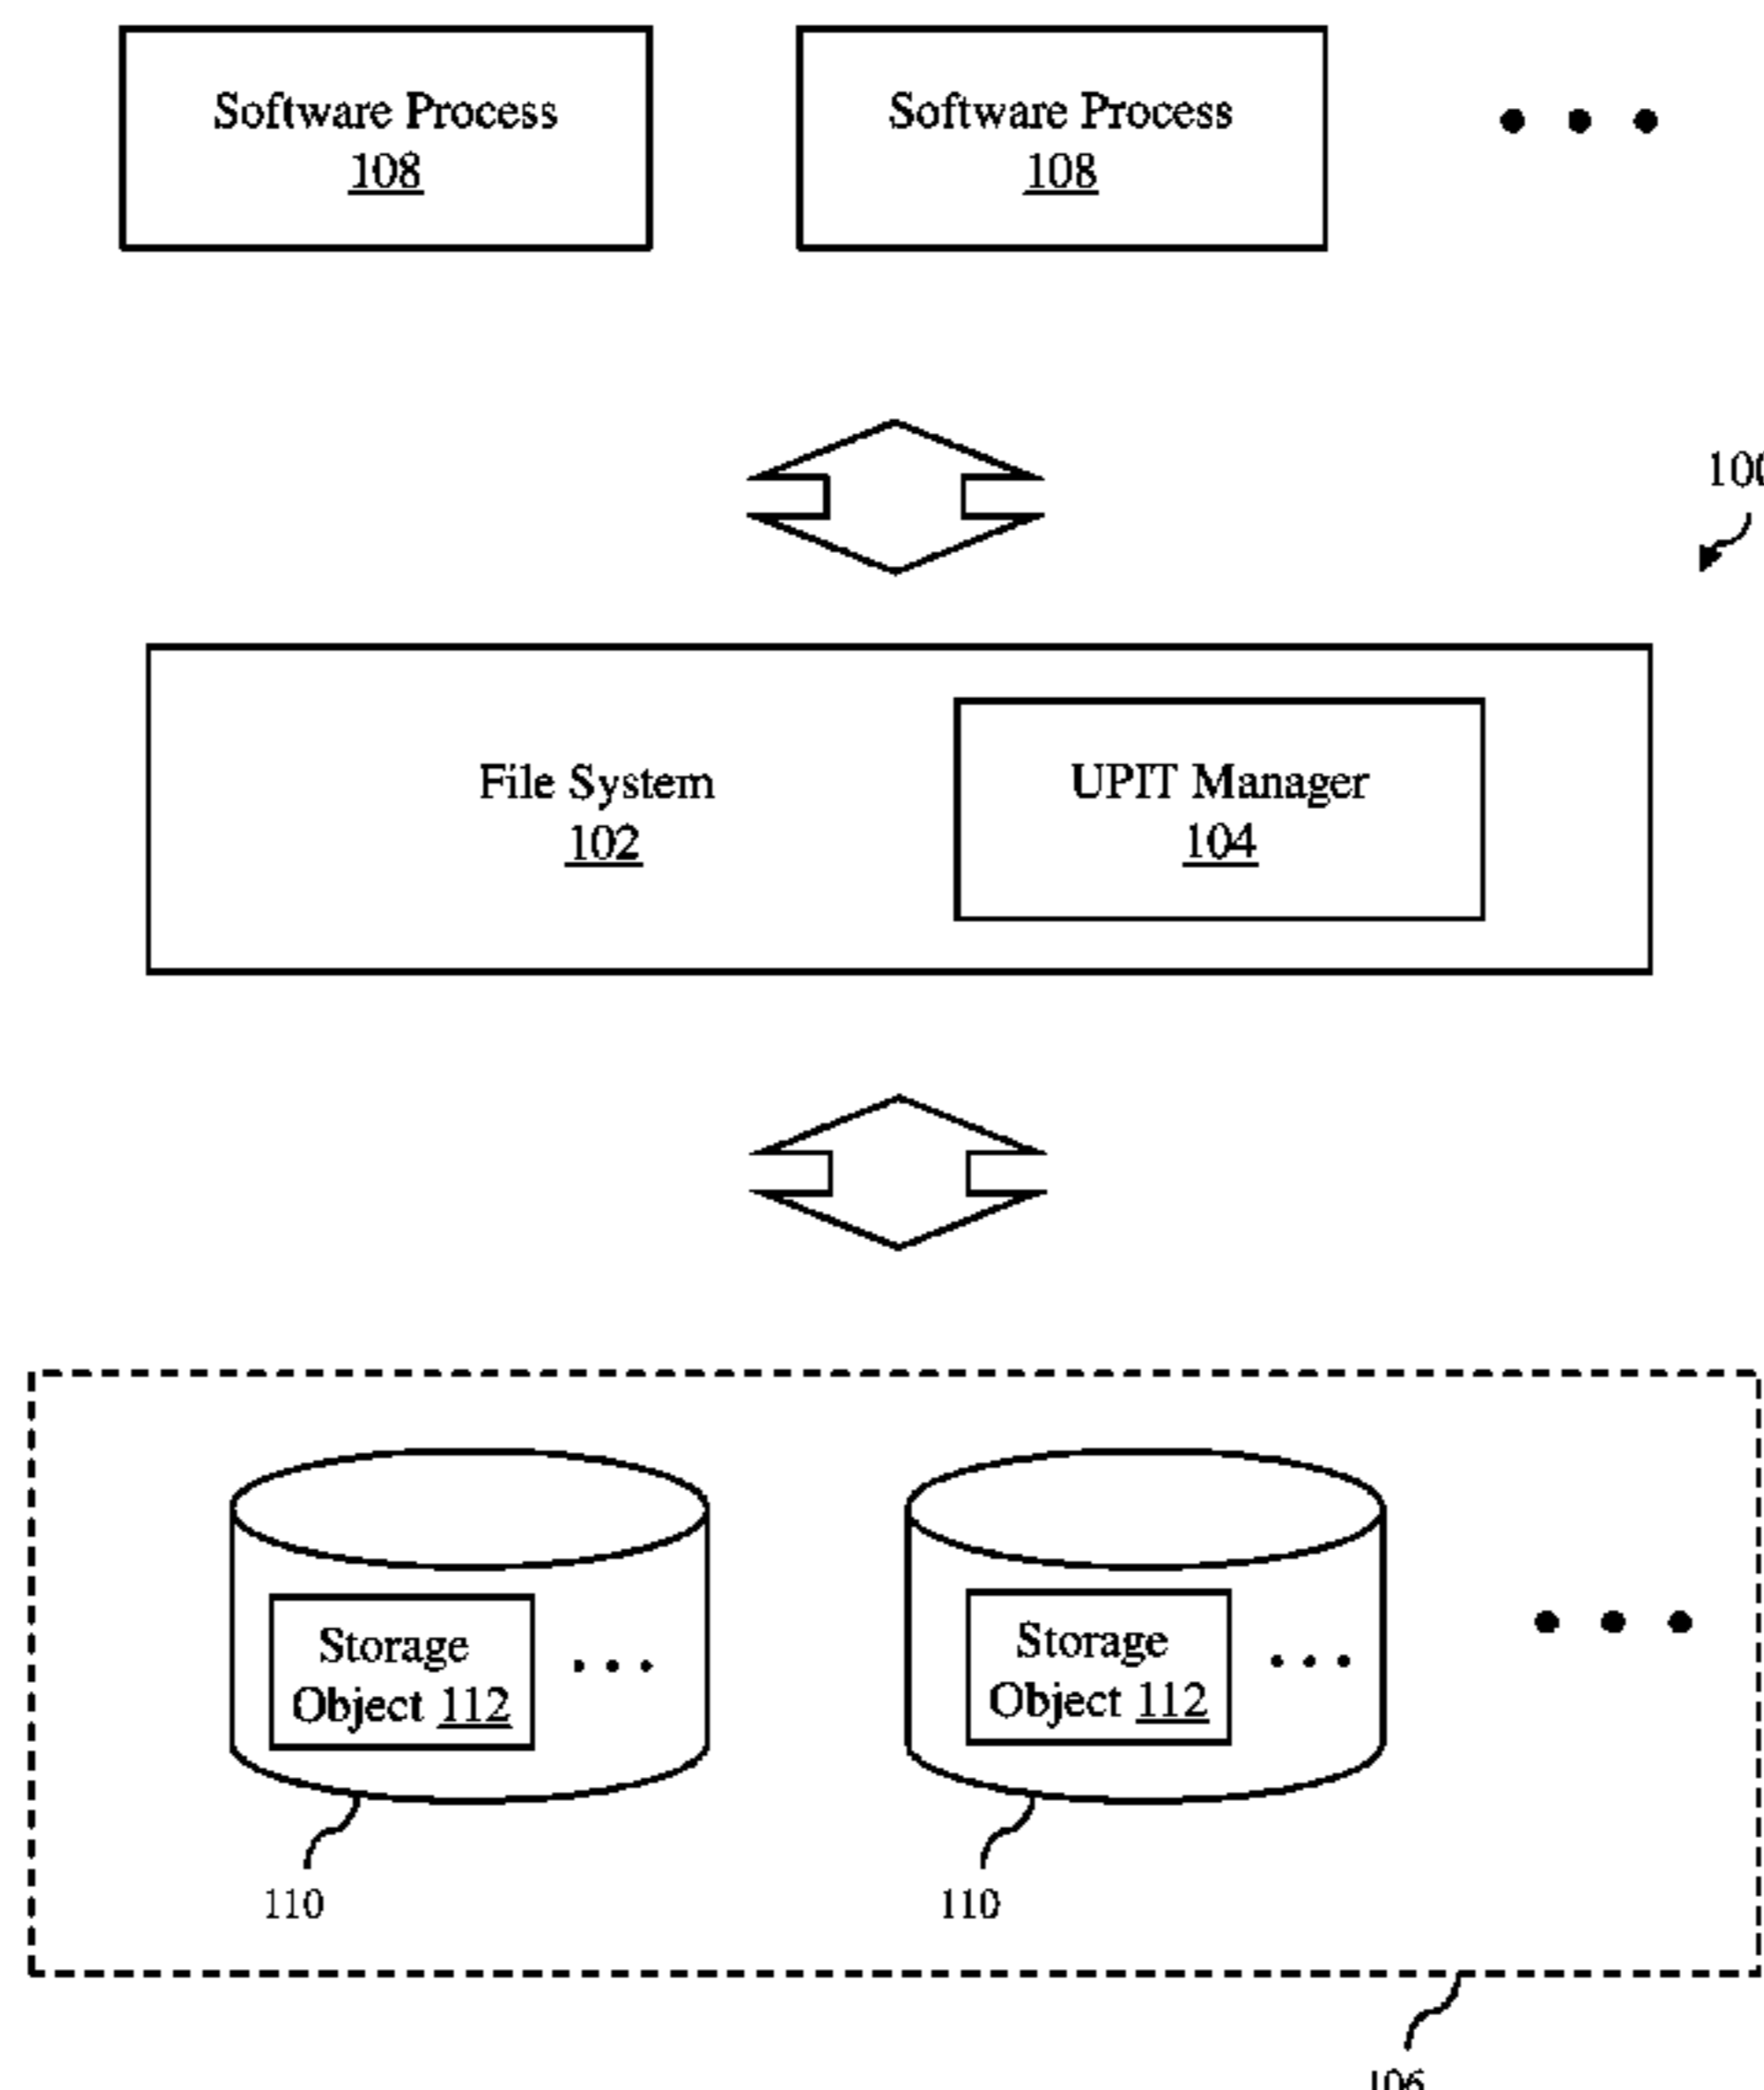 Software Process
108
Software Process
108
100
File System
102
UPIT Manager
104
Storage
Object 112
Storage
Object 112
110
110
106